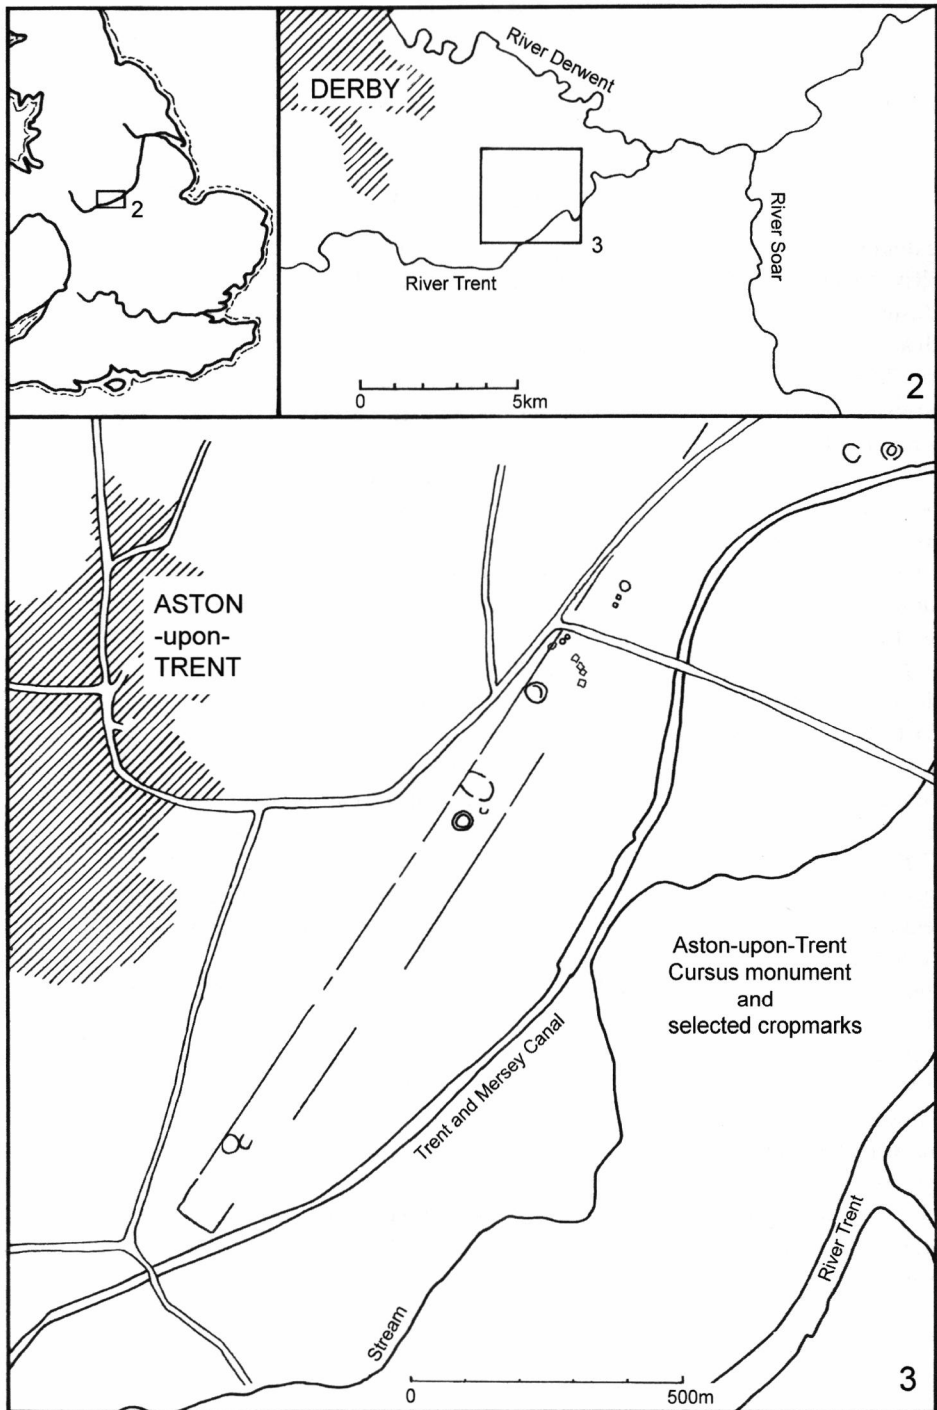 2
DERBY
River Derwent
3
River Soar
River Trent
0 5km
2
C
ASTON
-upon-
TRENT
Aston-upon-Trent
Cursus monument
and
selected cropmarks
Trent and Mersey Canal
River Trent
Stream
0 500m
3